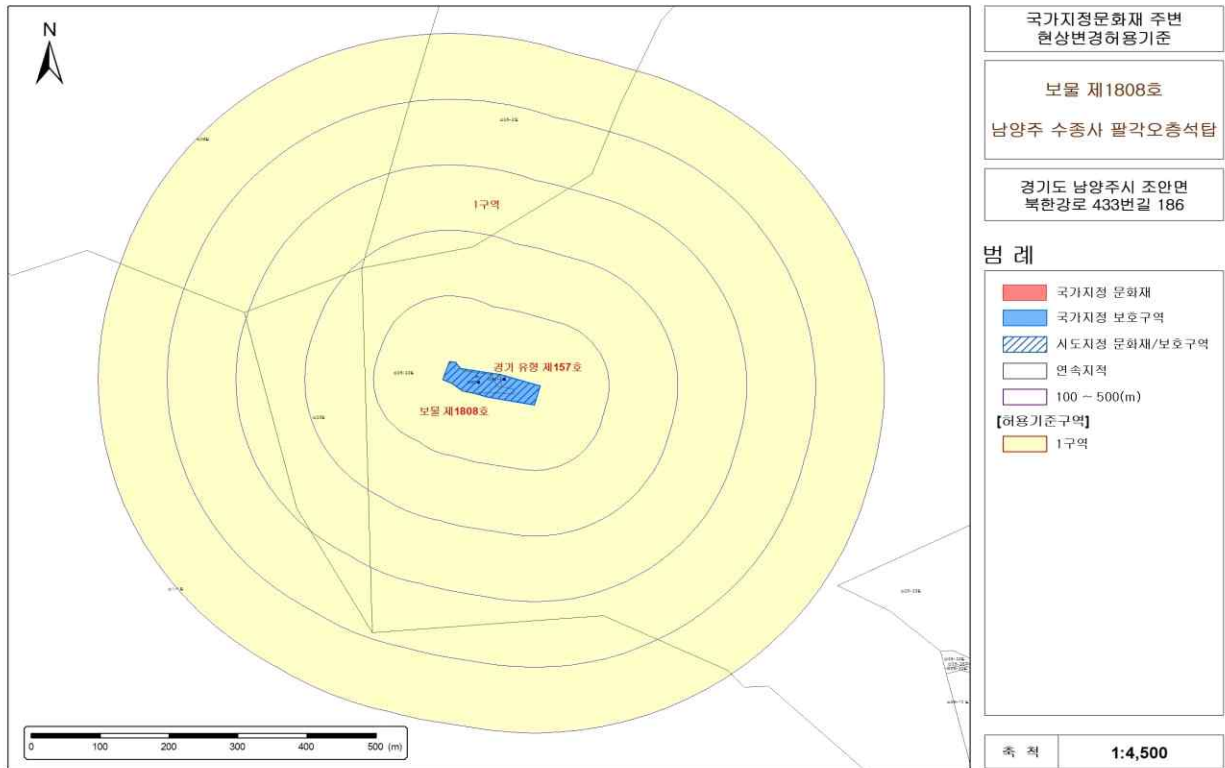 N
1구역
경기 유형 제157호
보물 제1808호
0 100 200 300 400 500 (m)
국가지정문화재 주변
현상변경허용기준
보물 제1808호
남양주 수종사 팔각오층석탑
경기도 남양주시 조안면
북한강로 433번길 186
범 례
국가지정 문화재
국가지정 보호구역
시도지정 문화재/보호구역
연속지적
100 ~ 500(m)
[허용기준구역]
1구역
축 척 1:4,500